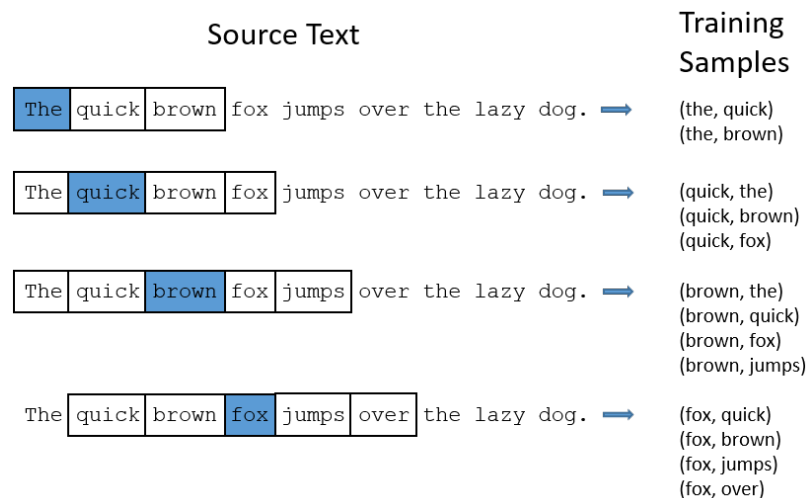 Source Text
Training
Samples
The quick brown fox jumps over the lazy dog.
(the, quick)
(the, brown)
The quick brown fox jumps over the lazy dog.
(quick, the)
(quick, brown)
(quick, fox)
The quick brown fox jumps over the lazy dog.
(brown, the)
(brown, quick)
(brown, fox)
(brown, jumps)
The quick brown fox jumps over the lazy dog.
(fox, quick)
(fox, brown)
(fox, jumps)
(fox, over)